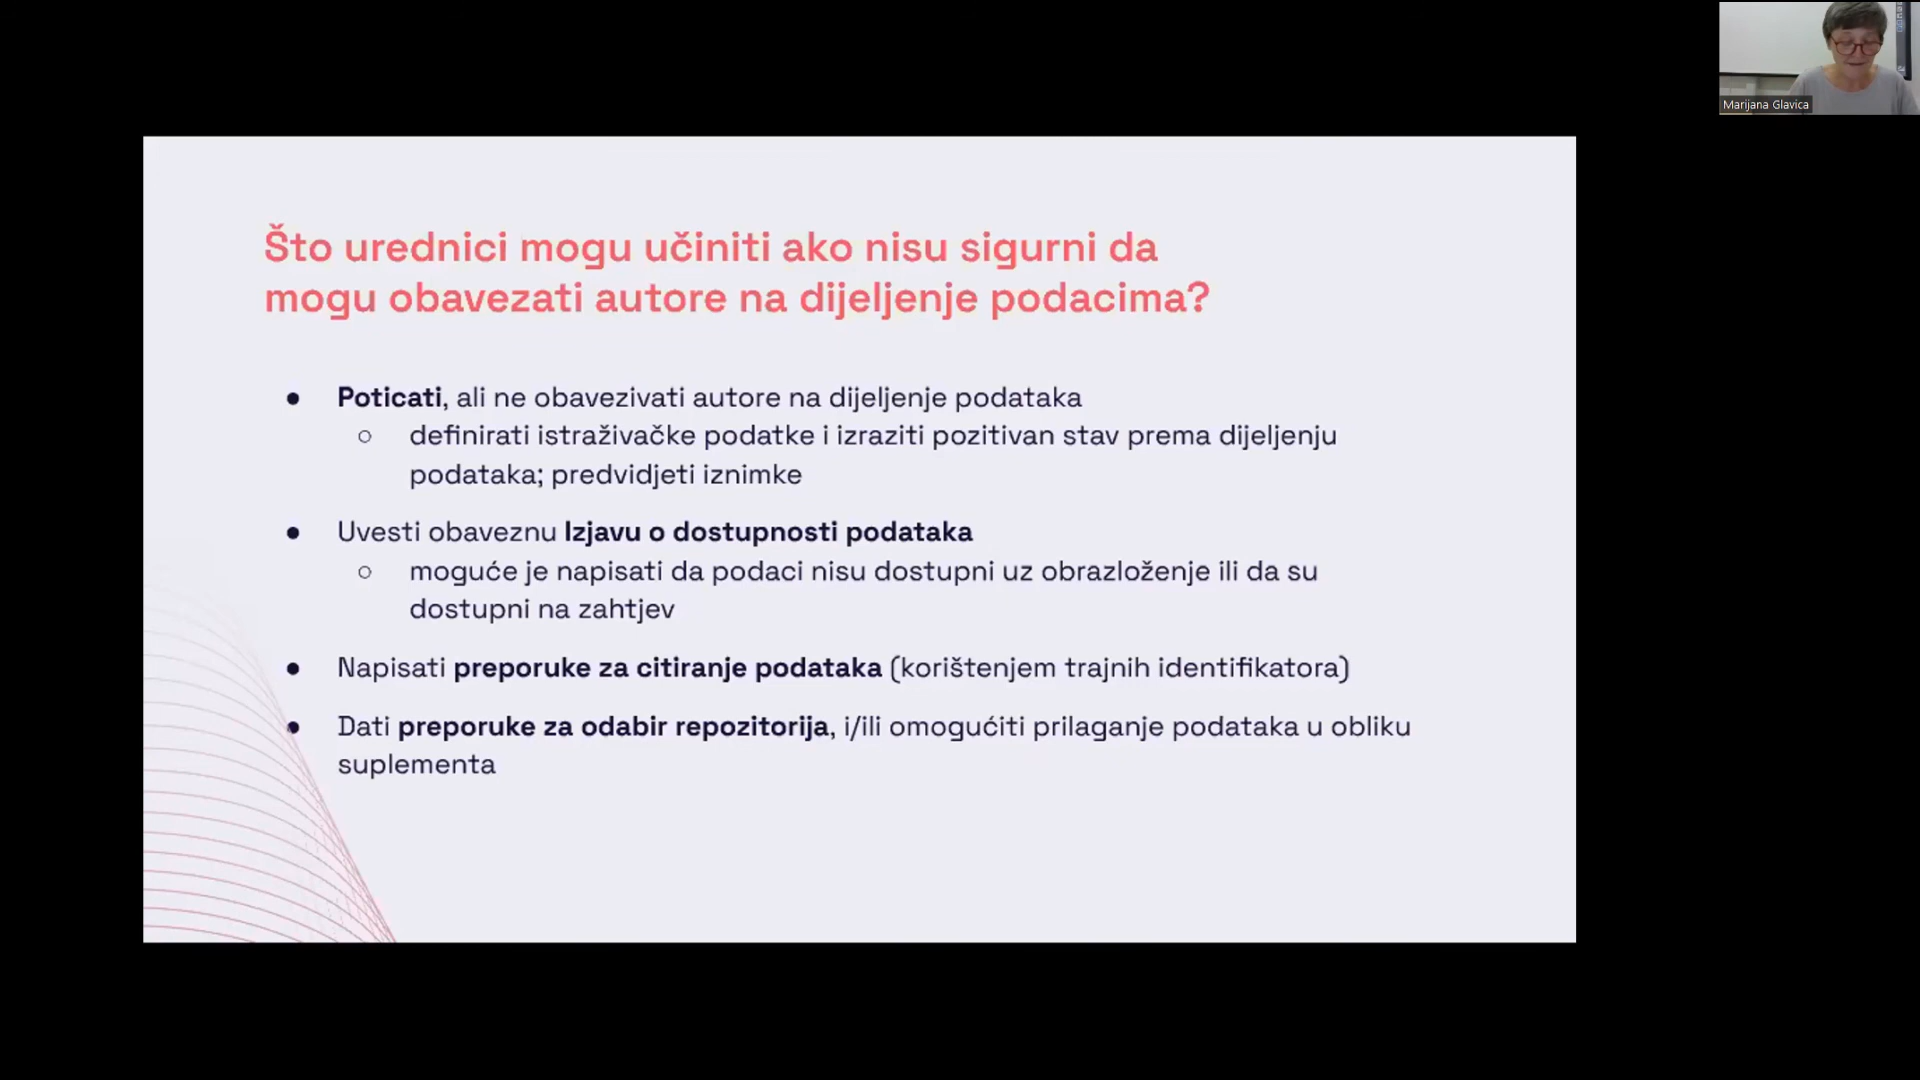 Marijana Glavica
Što urednici mogu učiniti ako nisu sigurni da
mogu obavezati autore na dijeljenje podacima?
● Poticati, ali ne obavezivati autore na dijeljenje podataka
○ definirati istraživačke podatke i izraziti pozitivan stav prema dijeljenju
podataka; predvidjeti iznimke
● Uvesti obaveznu Izjavu o dostupnosti podataka
○ moguće je napisati da podaci nisu dostupni uz obrazloženje ili da su
dostupni na zahtjev
● Napisati preporuke za citiranje podataka (korištenjem trajnih identifikatora)
● Dati preporuke za odabir repozitorija, i/ili omogućiti prilaganje podataka u obliku
suplementa